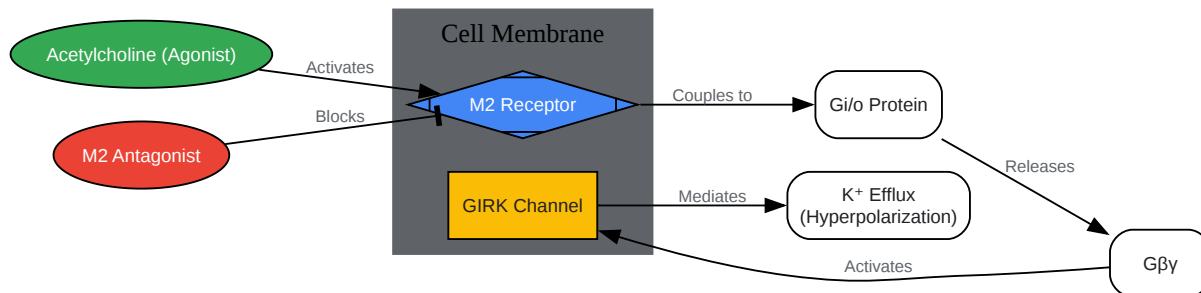 Cell Membrane
Acetylcholine (Agonist)
Activates
M2 Receptor
Couples to
Gi/o Protein
Blocks
M2 Antagonist
Releases
GIRK Channel
Mediates
K⁺ Efflux
(Hyperpolarization)
Activates
Gβγ